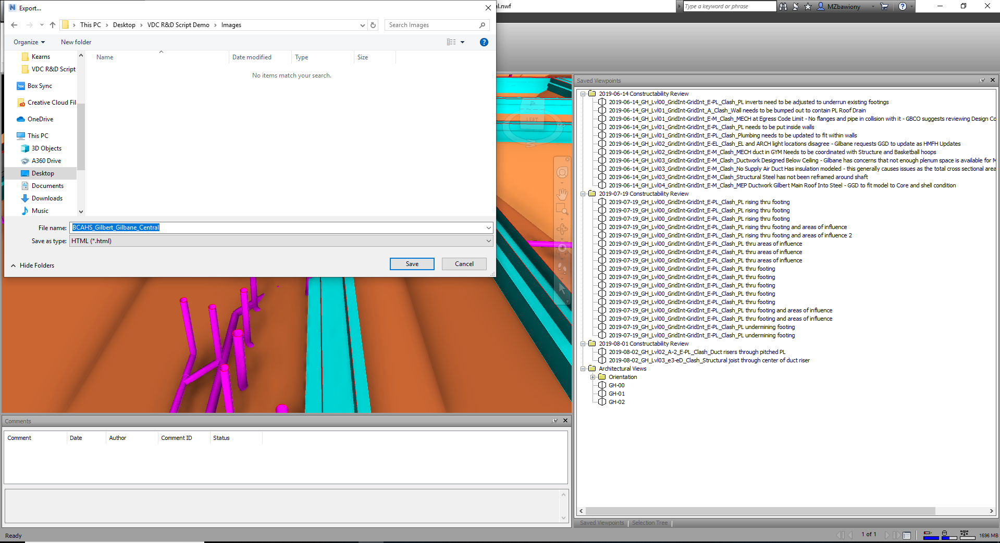 Export...
al.nwf
Type a keyword or phrase
MZbawiony
This PC > Desktop > VDC R&D Script Demo > Images
Search Images
Organize
New folder
Kearns
VDC R&D Script
Box Sync
Creative Cloud Fil
OneDrive
This PC
3D Objects
A360 Drive
Desktop
Documents
Downloads
Music
Name
Date modified
Type
Size
No items match your search.
File name: BCAHS_Gilbert_Gilbane_Central
Save as type: HTML (*.html)
Hide Folders
Save
Cancel
LEFT
Saved Viewpoints
2019-06-14 Constructability Review
2019-06-14_GH_Lvl00_GridInt-GridInt_E-PL_Clash_PL inverts need to be adjusted to underrun existing footings
2019-06-14_GH_Lvl01_GridInt-GridInt_A_Clash_Wall needs to be bumped out to contain PL Roof Drain
2019-06-14_GH_Lvl01_GridInt-GridInt_E-M_Clash_MECH at Egress Code Limit - No flanges and pipe in collision with it - GBCO suggests reviewing Design Co
2019-06-14_GH_Lvl01_GridInt-GridInt_E-PL_Clash_PL needs to be put inside walls
2019-06-14_GH_Lvl01_GridInt-GridInt_E-PL_Clash_Plumbing needs to be updated to fit within walls
2019-06-14_GH_Lvl02_GridInt-GridInt_E-EL_Clash_EL and ARCH light locations disagree - Gilbane requests GGD to update as HMFH Updates
2019-06-14_GH_Lvl02_GridInt-GridInt_E-M_Clash_MECH duct in GYM Needs to be coordinated with Structure and Basketball hoops
2019-06-14_GH_Lvl03_GridInt-GridInt_E-M_Clash_Ductwork Designed Below Ceiling - Gilbane has concerns that not enough plenum space is available for M
2019-06-14_GH_Lvl03_GridInt-GridInt_E-M_Clash_No Supply Air Duct Has insulation modeled - this generally causes issues as the total cross sectional area
2019-06-14_GH_Lvl03_GridInt-GridInt_E-M_Clash_Structural Steel has not been reframed around shaft
2019-06-14_GH_Lvl04_GridInt-GridInt_E-M_Clash_MEP Ductwork Gilbert Main Roof Into Steel - GGD to fit model to Core and shell condition
2019-07-19 Constructability Review
2019-07-19_GH_Lvl00_GridInt-GridInt_E-PL_Clash_PL rising thru footing
2019-07-19_GH_Lvl00_GridInt-GridInt_E-PL_Clash_PL rising thru footing
2019-07-19_GH_Lvl00_GridInt-GridInt_E-PL_Clash_PL rising thru footing
2019-07-19_GH_Lvl00_GridInt-GridInt_E-PL_Clash_PL rising thru footing and areas of influence
2019-07-19_GH_Lvl00_GridInt-GridInt_E-PL_Clash_PL rising thru footing and areas of influence 2
2019-07-19_GH_Lvl00_GridInt-GridInt_E-PL_Clash_PL thru areas of influence
2019-07-19_GH_Lvl00_GridInt-GridInt_E-PL_Clash_PL thru areas of influence
2019-07-19_GH_Lvl00_GridInt-GridInt_E-PL_Clash_PL thru areas of influence
2019-07-19_GH_Lvl00_GridInt-GridInt_E-PL_Clash_PL thru footing
2019-07-19_GH_Lvl00_GridInt-GridInt_E-PL_Clash_PL thru footing
2019-07-19_GH_Lvl00_GridInt-GridInt_E-PL_Clash_PL thru footing
2019-07-19_GH_Lvl00_GridInt-GridInt_E-PL_Clash_PL thru footing
2019-07-19_GH_Lvl00_GridInt-GridInt_E-PL_Clash_PL thru footing
2019-07-19_GH_Lvl00_GridInt-GridInt_E-PL_Clash_PL thru footing and areas of influence
2019-07-19_GH_Lvl00_GridInt-GridInt_E-PL_Clash_PL thru footing and areas of influence
2019-07-19_GH_Lvl00_GridInt-GridInt_E-PL_Clash_PL undermining footing
2019-07-19_GH_Lvl00_GridInt-GridInt_E-PL_Clash_PL undermining footing
2019-08-01 Constructability Review
2019-08-02_GH_Lvl02_A-2_E-PL_Clash_Duct risers through pitched PL
2019-08-02_GH_Lvl03_e3-eD_Clash_Structural joist through center of duct riser
Architectural Views
Orientation
GH-00
GH-01
GH-02
Saved Viewpoints
Selection Tree
Comments
Comment
Date
Author
Comment ID
Status
Ready
1 of 1
1696 MB